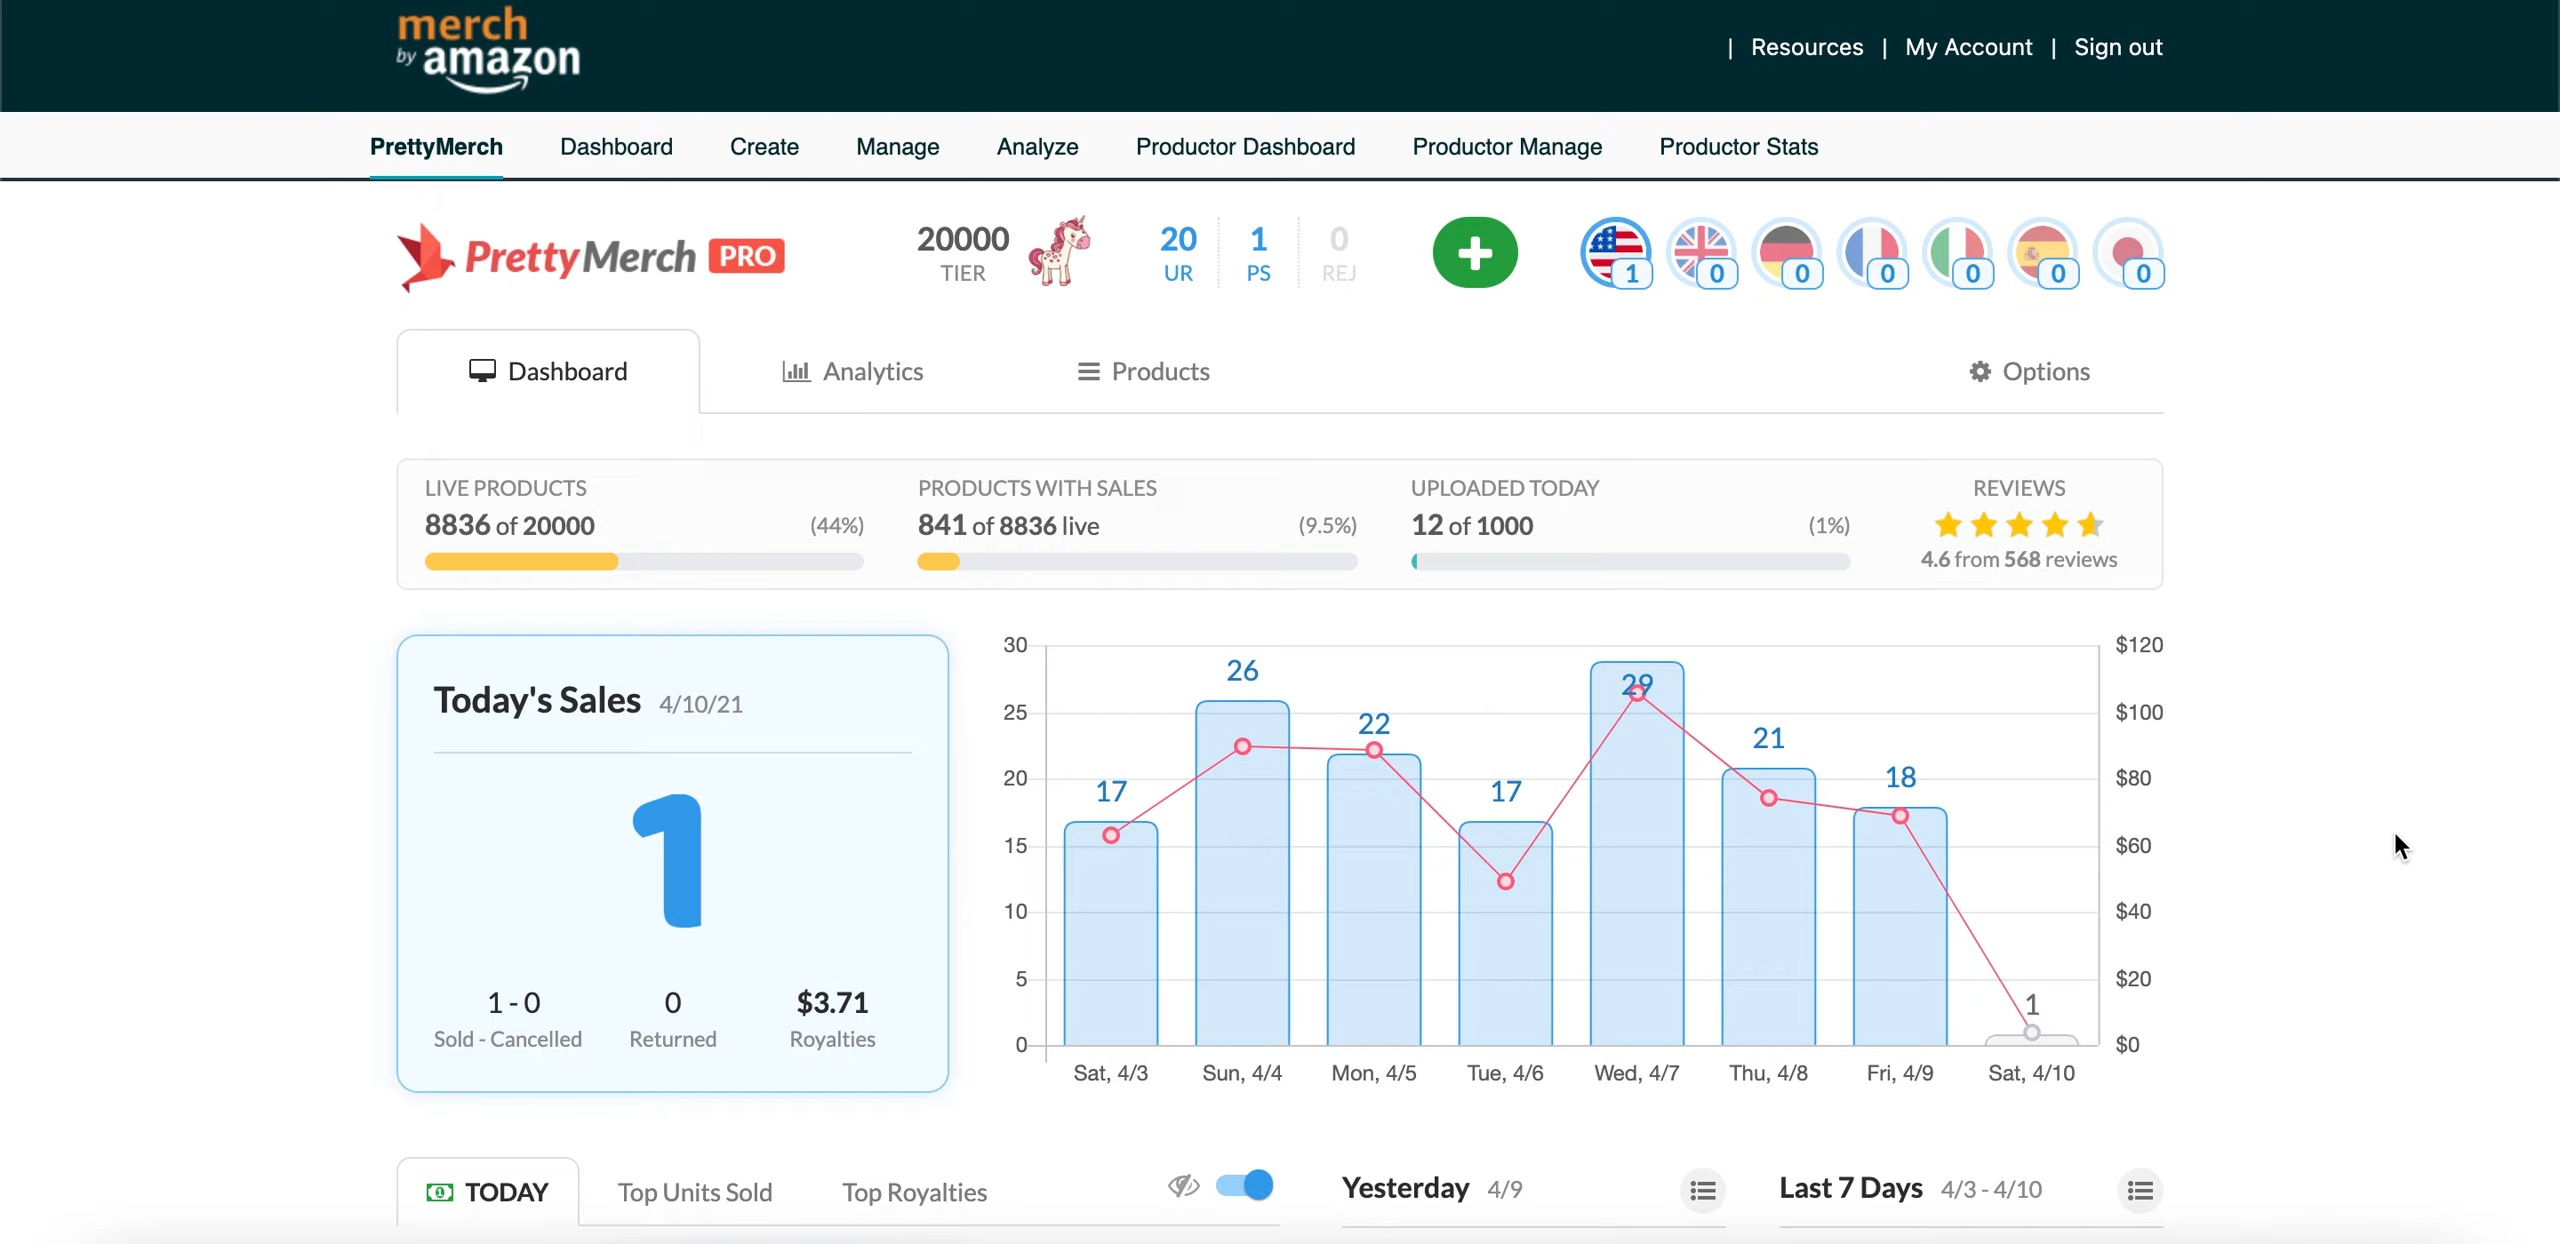 merch
by amazon
| Resources | My Account | Sign out
PrettyMerch Dashboard Create Manage Analyze Productor Dashboard Productor Manage Productor Stats
PrettyMerch PRO
20000
TIER
20
UR
1
PS
0
REJ
1 0 0 0 0 0 0
Dashboard Analytics Products Options
LIVE PRODUCTS
8836 of 20000 (44%)
PRODUCTS WITH SALES
841 of 8836 live (9.5%)
UPLOADED TODAY
12 of 1000 (1%)
REVIEWS
4.6 from 568 reviews
Today's Sales 4/10/21
1
1 - 0
Sold - Cancelled
0
Returned
$3.71
Royalties
30
25
20
15
10
5
0
17 26 22 17 29 21 18 1
$120
$100
$80
$60
$40
$20
$0
Sat, 4/3 Sun, 4/4 Mon, 4/5 Tue, 4/6 Wed, 4/7 Thu, 4/8 Fri, 4/9 Sat, 4/10
TODAY Top Units Sold Top Royalties
Yesterday 4/9
Last 7 Days 4/3 - 4/10